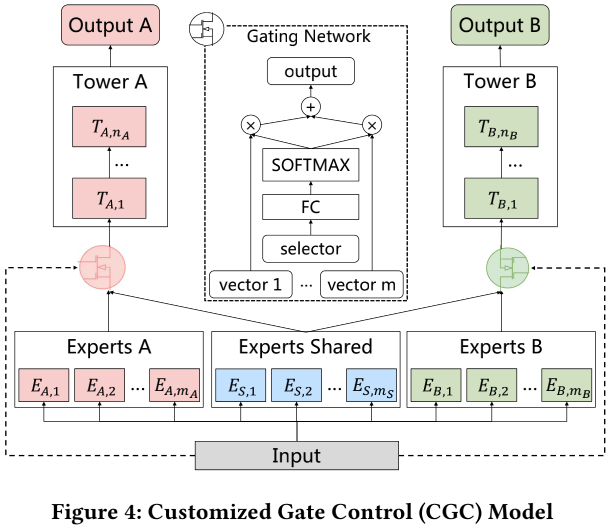 Output A
Gating Network
Output B
Tower A
output
Tower B
+
T_{A,n_A}
× ×
T_{B,n_B}
...
SOFTMAX
...
T_{A,1}
FC
T_{B,1}
selector
vector 1 ... vector m
Experts A
Experts Shared
Experts B
E_{A,1} E_{A,2} ... E_{A,m_A}
E_{S,1} E_{S,2} ... E_{S,m_S}
E_{B,1} E_{B,2} ... E_{B,m_B}
Input
Figure 4: Customized Gate Control (CGC) Model